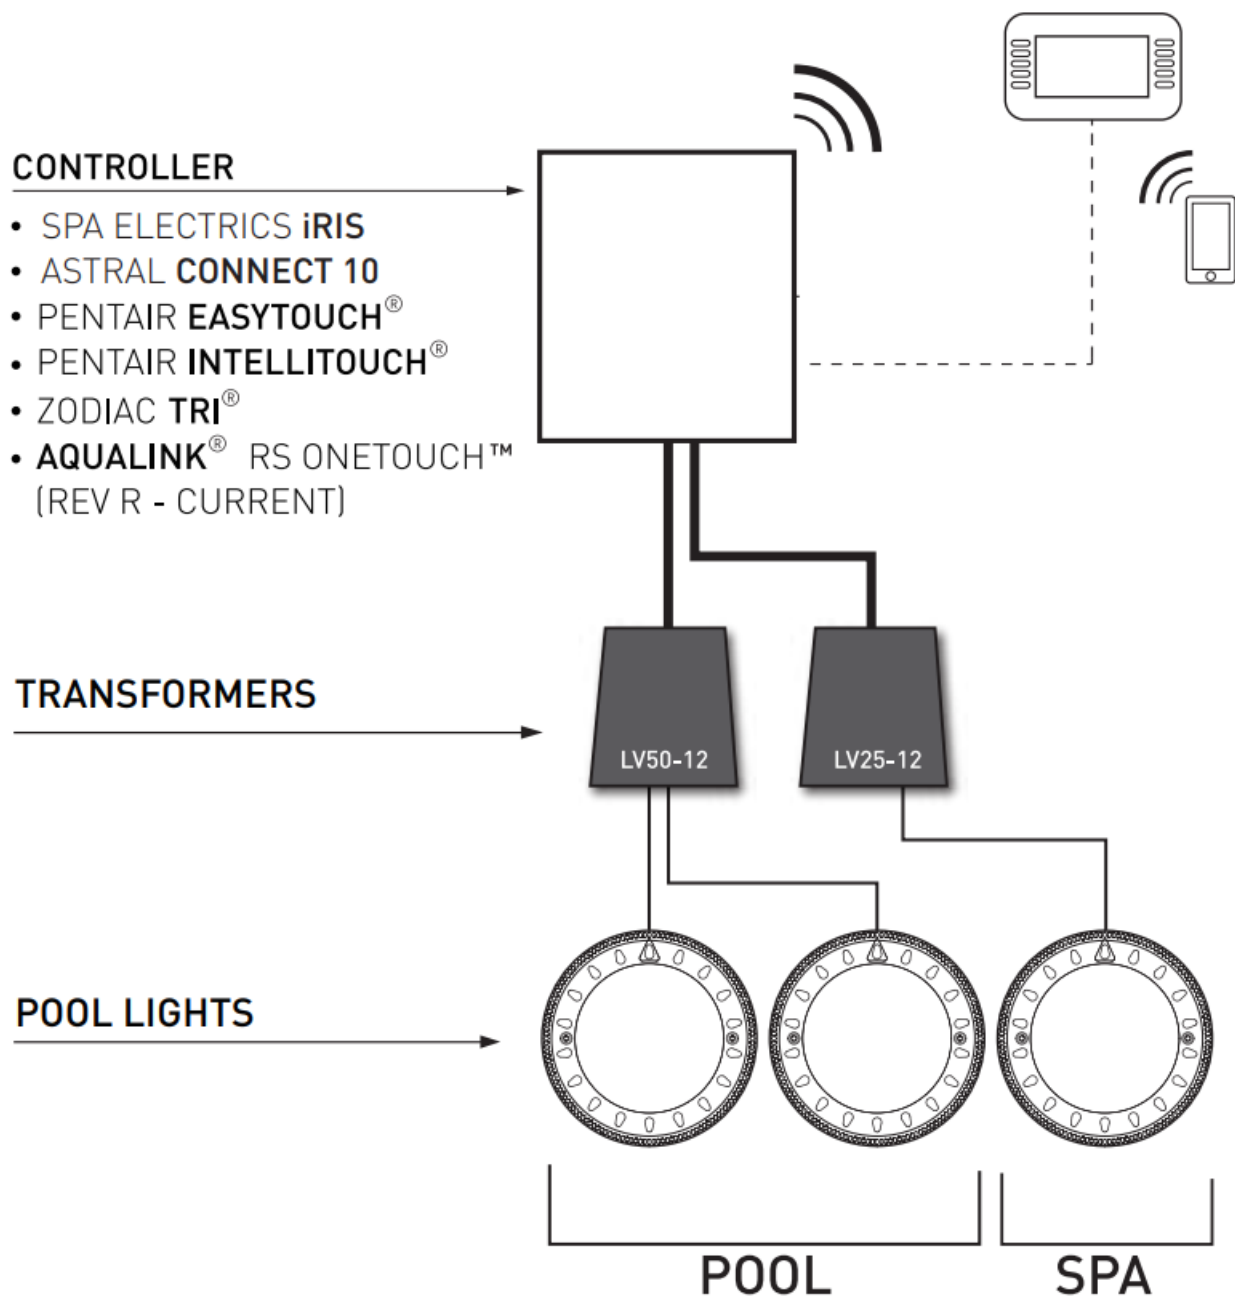 CONTROLLER
• SPA ELECTRICS iRIS
• ASTRAL CONNECT 10
• PENTAIR EASYTOUCH®
• PENTAIR INTELLITOUCH®
• ZODIAC TRI®
• AQUALINK® RS ONETOUCH™
(REV R - CURRENT)
TRANSFORMERS
LV50-12
LV25-12
POOL LIGHTS
POOL
SPA